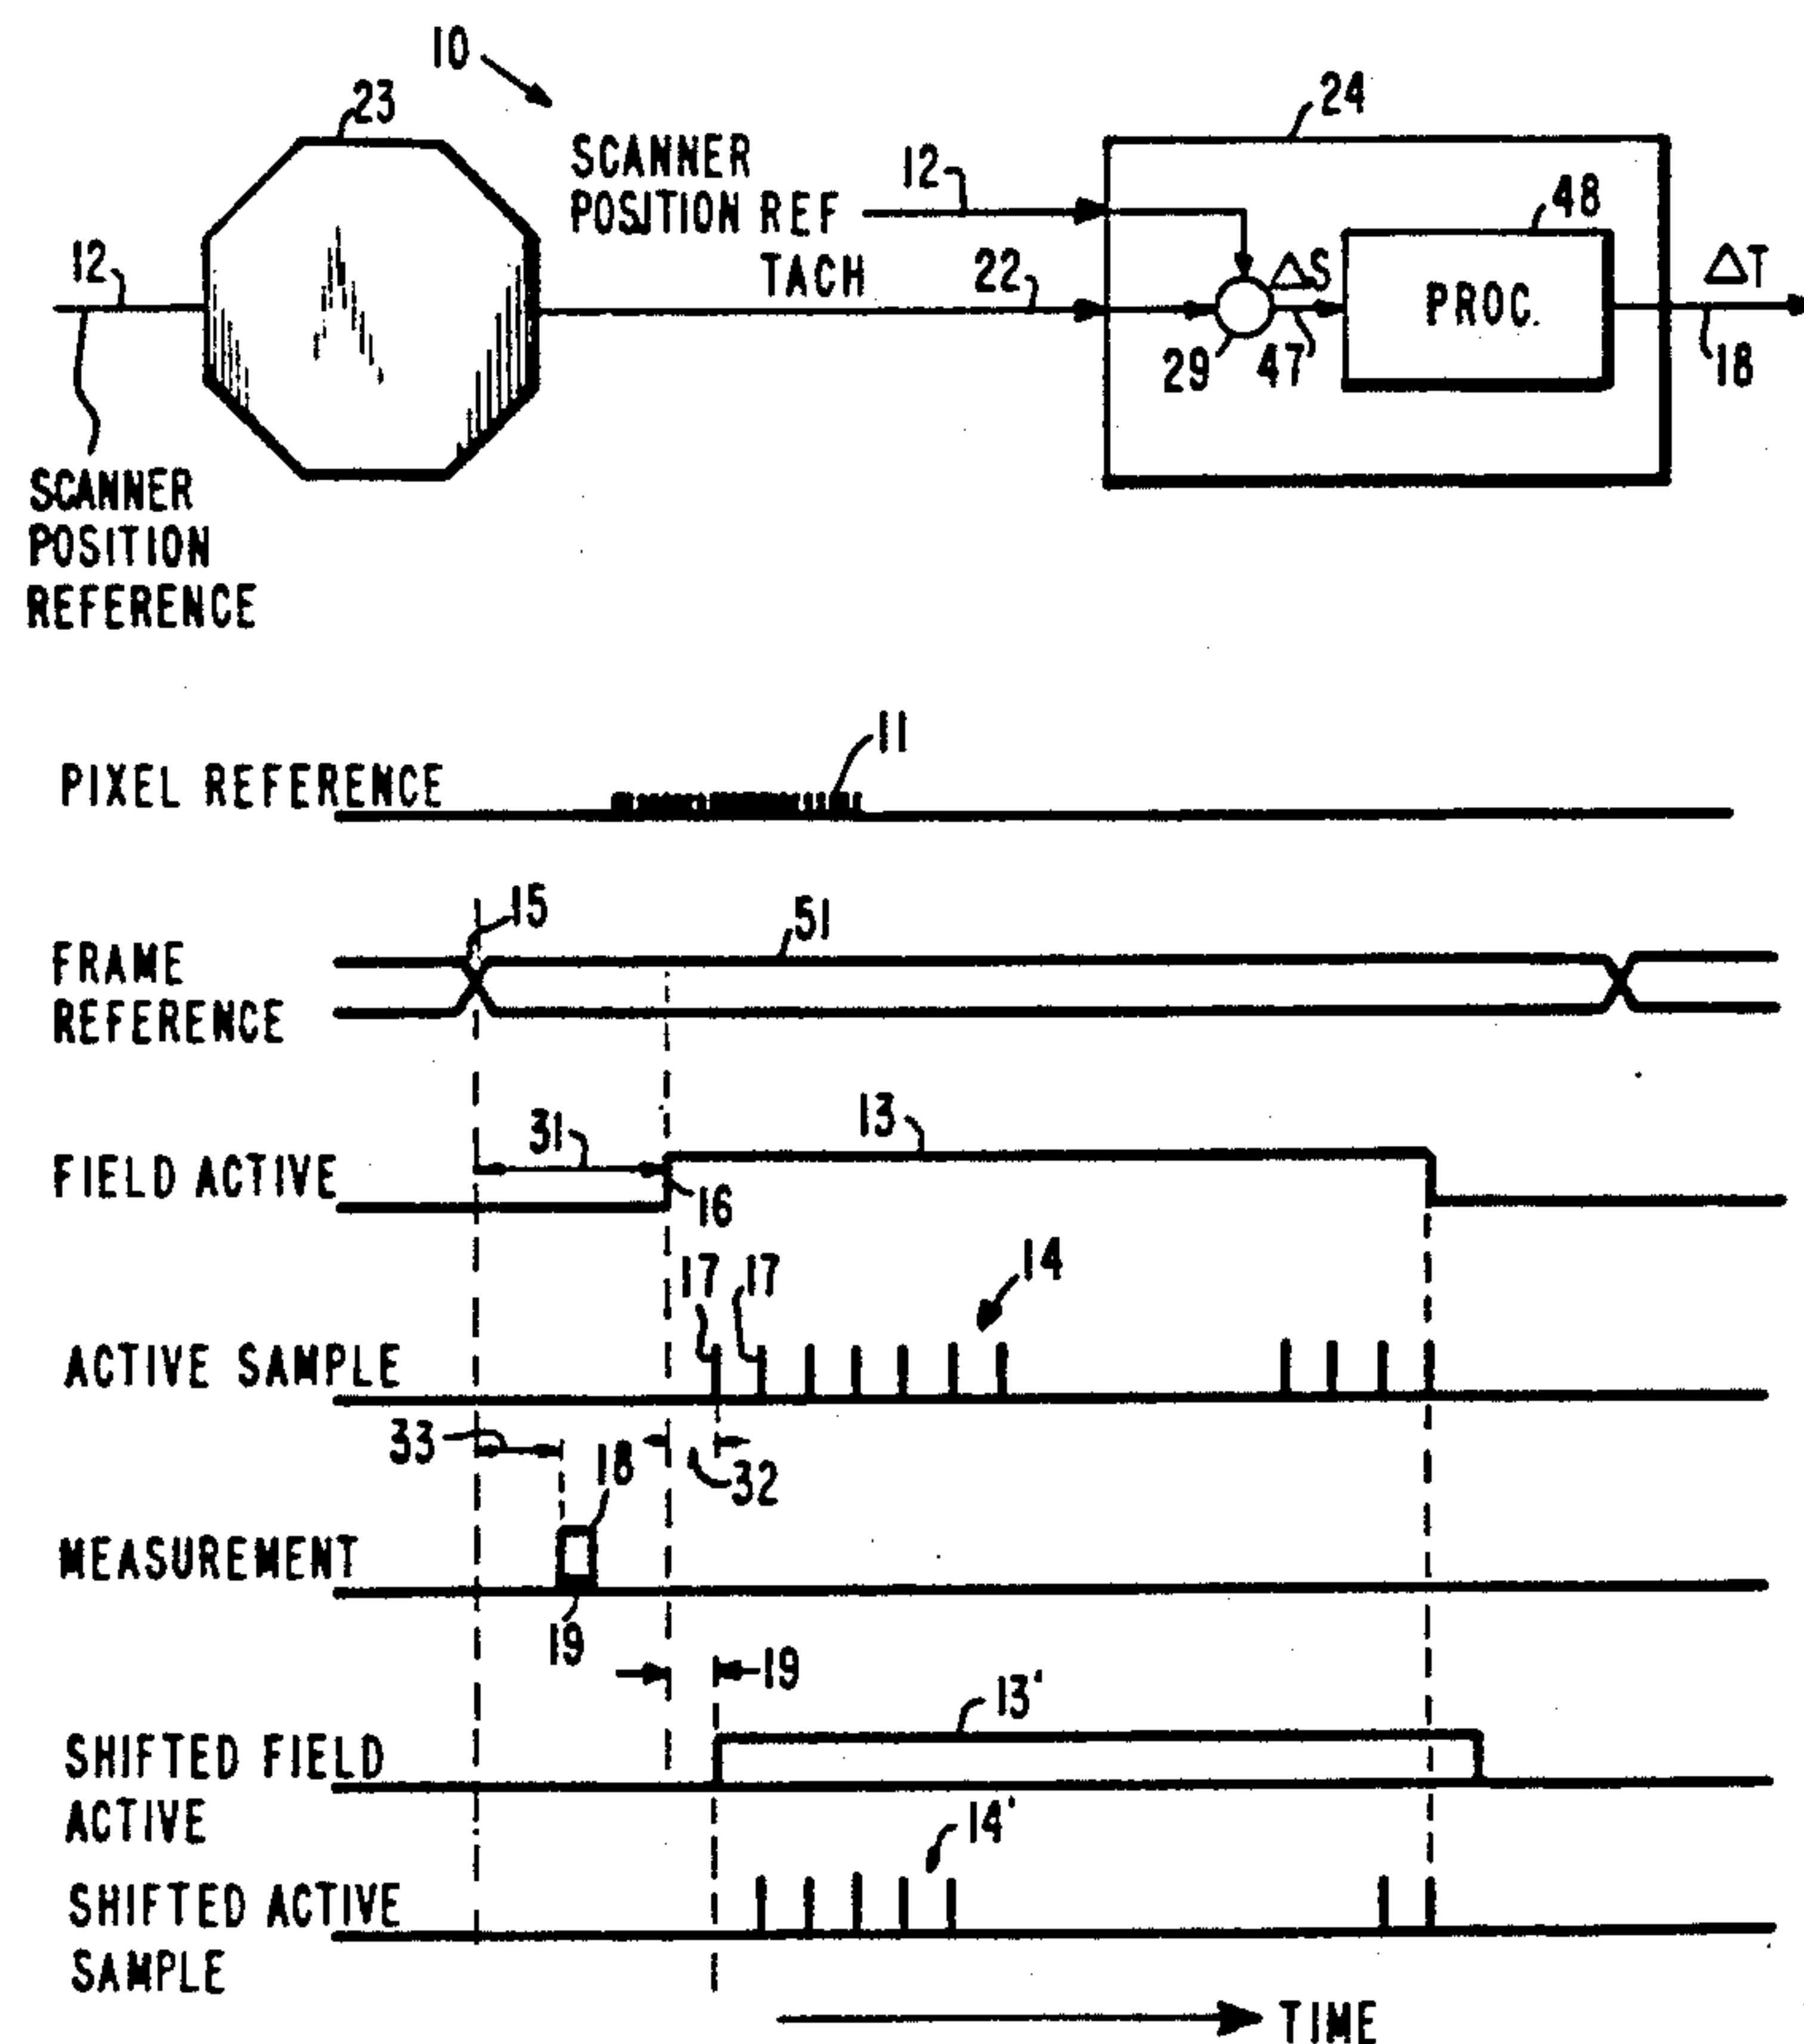 10
23
SCANNER
POSITION REF
12
24
48
12
TACH
22
ΔS
PROC.
ΔT
29
47
18
SCANNER
POSITION
REFERENCE
11
PIXEL REFERENCE
15
51
FRAME
REFERENCE
31
13
FIELD ACTIVE
16
17
17
14
ACTIVE SAMPLE
33
18
32
MEASUREMENT
19
19
13'
SHIFTED FIELD
ACTIVE
14'
SHIFTED ACTIVE
SAMPLE
TIME